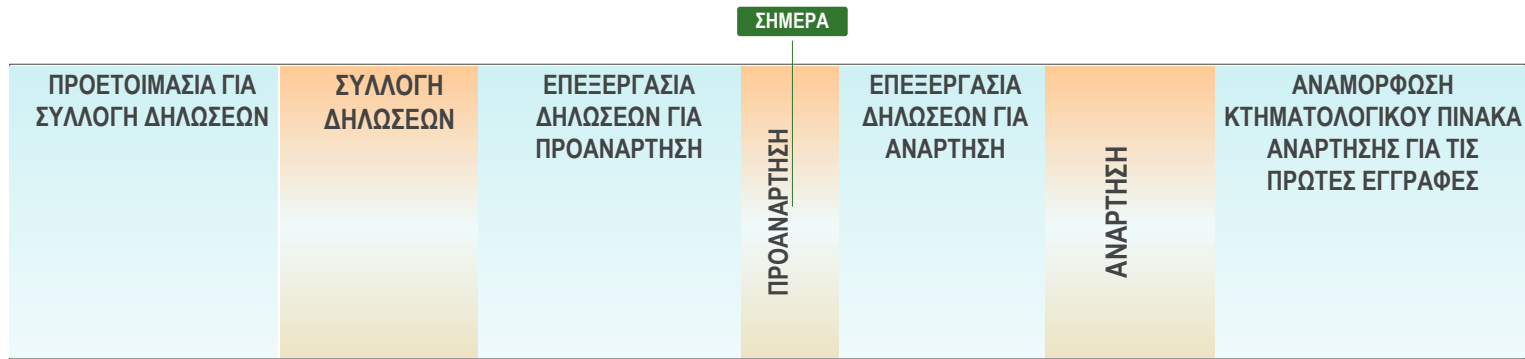 ΣΗΜΕΡΑ
ΠΡΟΕΤΟΙΜΑΣΙΑ ΓΙΑ
ΣΥΛΛΟΓΗ ΔΗΛΩΣΕΩΝ
ΣΥΛΛΟΓΗ
ΔΗΛΩΣΕΩΝ
ΕΠΕΞΕΡΓΑΣΙΑ
ΔΗΛΩΣΕΩΝ ΓΙΑ
ΠΡΟΑΝΑΡΤΗΣΗ
ΠΡΟΑΝΑΡΤΗΣΗ
ΕΠΕΞΕΡΓΑΣΙΑ
ΔΗΛΩΣΕΩΝ ΓΙΑ
ΑΝΑΡΤΗΣΗ
ΑΝΑΡΤΗΣΗ
ΑΝΑΜΟΡΦΩΣΗ
ΚΤΗΜΑΤΟΛΟΓΙΚΟΥ ΠΙΝΑΚΑ
ΑΝΑΡΤΗΣΗΣ ΓΙΑ ΤΙΣ
ΠΡΩΤΕΣ ΕΓΓΡΑΦΕΣ